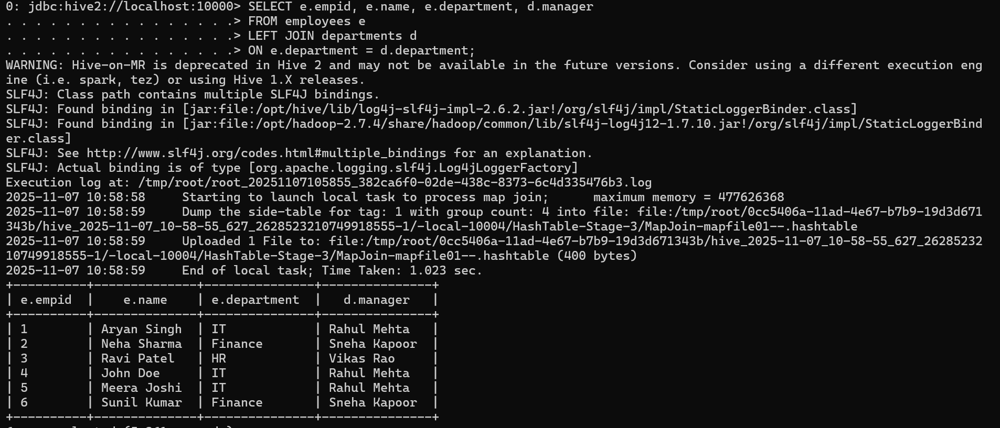 0: jdbc:hive2://localhost:10000> SELECT e.empid, e.name, e.department, d.manager
. . . . . . . . . . . . . . . .> FROM employees e
. . . . . . . . . . . . . . . .> LEFT JOIN departments d
. . . . . . . . . . . . . . . .> ON e.department = d.department;
WARNING: Hive-on-MR is deprecated in Hive 2 and may not be available in the future versions. Consider using a different execution eng
ine (i.e. spark, tez) or using Hive 1.X releases.
SLF4J: Class path contains multiple SLF4J bindings.
SLF4J: Found binding in [jar:file:/opt/hive/lib/log4j-slf4j-impl-2.6.2.jar!/org/slf4j/impl/StaticLoggerBinder.class]
SLF4J: Found binding in [jar:file:/opt/hadoop-2.7.4/share/hadoop/common/lib/slf4j-log4j12-1.7.10.jar!/org/slf4j/impl/StaticLoggerBind
er.class]
SLF4J: See http://www.slf4j.org/codes.html#multiple_bindings for an explanation.
SLF4J: Actual binding is of type [org.apache.logging.slf4j.Log4jLoggerFactory]
Execution log at: /tmp/root/root_20251107105855_382ca6f0-02de-438c-8373-6c4d335476b3.log
2025-11-07 10:58:58     Starting to launch local task to process map join;      maximum memory = 477626368
2025-11-07 10:58:59     Dump the side-table for tag: 1 with group count: 4 into file: file:/tmp/root/0cc5406a-11ad-4e67-b7b9-19d3d671
343b/hive_2025-11-07_10-58-55_627_2628523210749918555-1/-local-10004/HashTable-Stage-3/MapJoin-mapfile01--.hashtable
2025-11-07 10:58:59     Uploaded 1 File to: file:/tmp/root/0cc5406a-11ad-4e67-b7b9-19d3d671343b/hive_2025-11-07_10-58-55_627_26285232
10749918555-1/-local-10004/HashTable-Stage-3/MapJoin-mapfile01--.hashtable (400 bytes)
2025-11-07 10:58:59     End of local task; Time Taken: 1.023 sec.
+----------+--------------+---------------+---------------+
| e.empid  |    e.name    | e.department  |   d.manager   |
+----------+--------------+---------------+---------------+
| 1        | Aryan Singh  | IT            | Rahul Mehta   |
| 2        | Neha Sharma  | Finance       | Sneha Kapoor  |
| 3        | Ravi Patel   | HR            | Vikas Rao     |
| 4        | John Doe     | IT            | Rahul Mehta   |
| 5        | Meera Joshi  | IT            | Rahul Mehta   |
| 6        | Sunil Kumar  | Finance       | Sneha Kapoor  |
+----------+--------------+---------------+---------------+